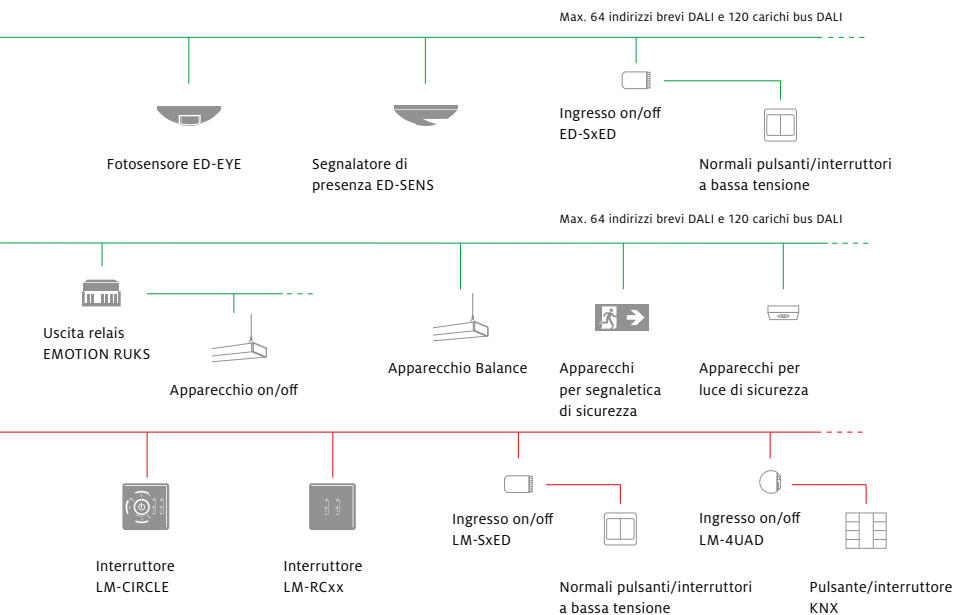 Max. 64 indirizzi brevi DALI e 120 carichi bus DALI
Fotosensore ED-EYE
Segnalatore di
presenza ED-SENS
Ingresso on/off
ED-SxED
Normali pulsanti/interruttori
a bassa tensione
Max. 64 indirizzi brevi DALI e 120 carichi bus DALI
Uscita relais
EMOTION RUKS
Apparecchio on/off
Apparecchio Balance
Apparecchi
per segnaletica
di sicurezza
Apparecchi per
luce di sicurezza
Interruttore
LM-CIRCLE
Interruttore
LM-RCxx
Ingresso on/off
LM-SxED
Normali pulsanti/interruttori
a bassa tensione
Ingresso on/off
LM-4UAD
Pulsante/interruttore
KNX